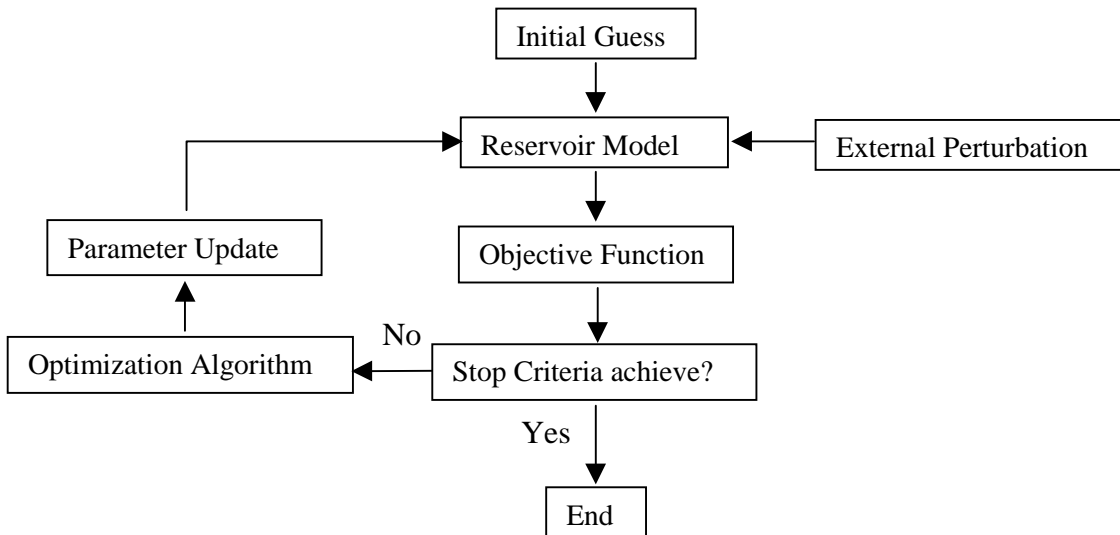 Initial Guess
Reservoir Model
External Perturbation
Parameter Update
Objective Function
No
Optimization Algorithm
Stop Criteria achieve?
Yes
End